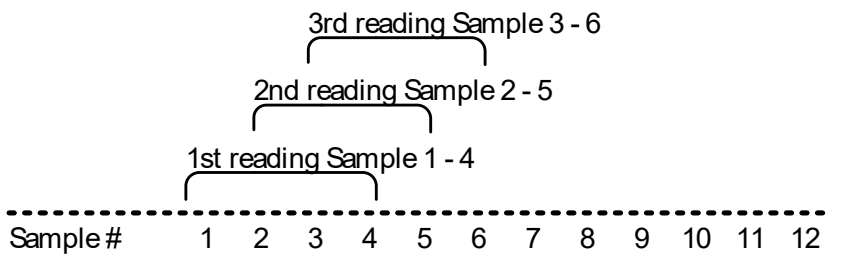 3rd reading Sample 3 - 6
2nd reading Sample 2 - 5
1st reading Sample 1 - 4
Sample # 1 2 3 4 5 6 7 8 9 10 11 12